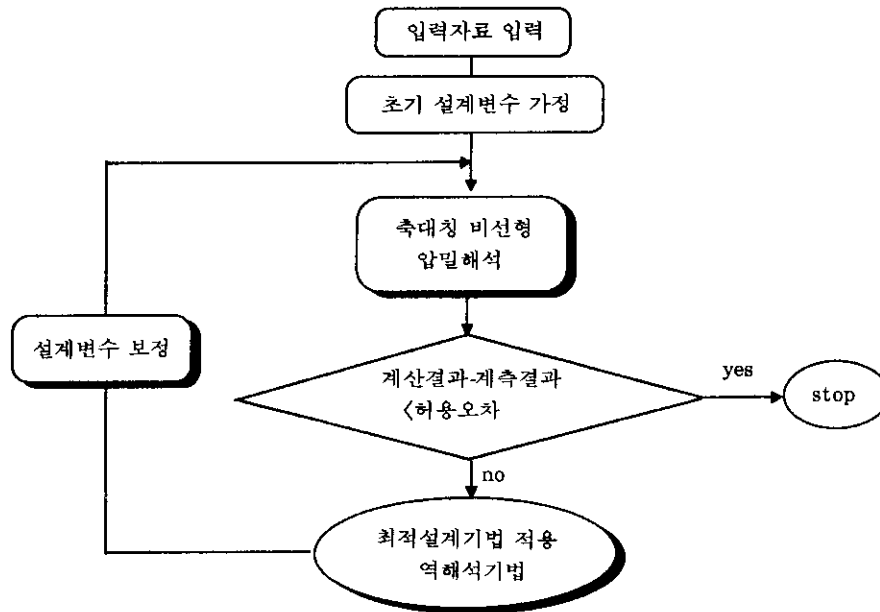 입력자료 입력
초기 설계변수 가정
축대칭 비선형
압밀해석
설계변수 보정
계산결과-계측결과
<허용오차
yes
stop
no
최적설계기법 적용
역해석기법